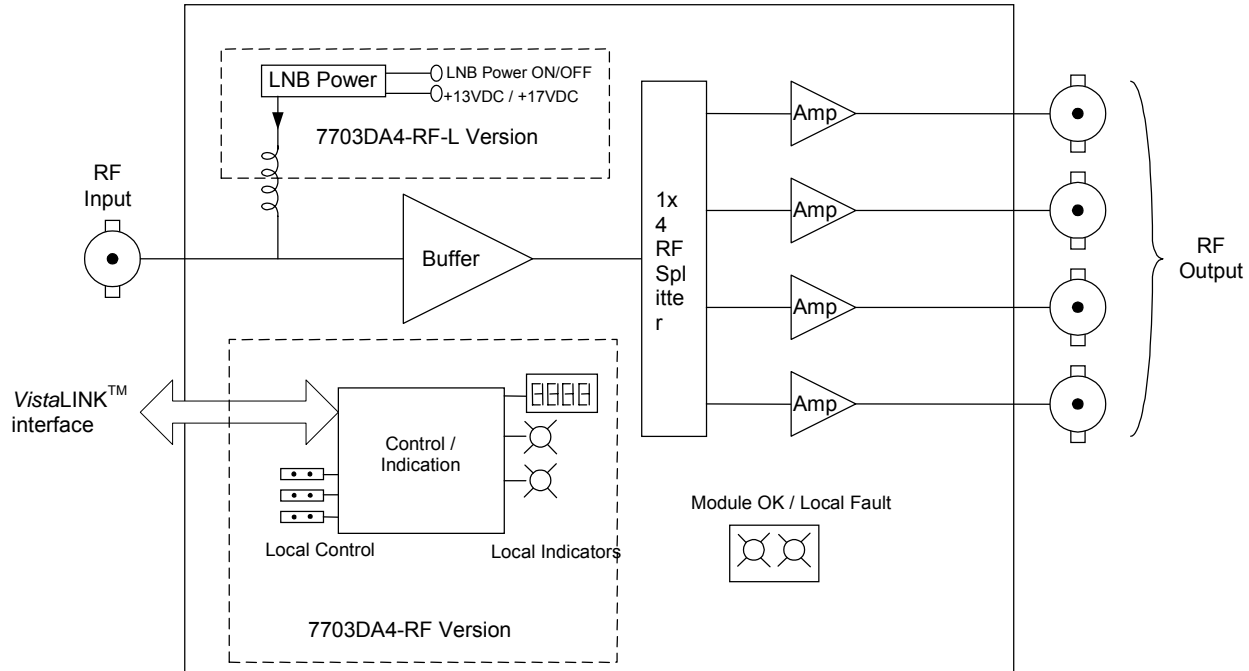 LNB Power
LNB Power ON/OFF
+13VDC / +17VDC
7703DA4-RF-L Version
RF
Input
Buffer
1x
4
RF
Spl
itte
r
Amp
Amp
Amp
Amp
RF
Output
VistaLINK™
interface
Control /
Indication
Local Control
Local Indicators
7703DA4-RF Version
Module OK / Local Fault